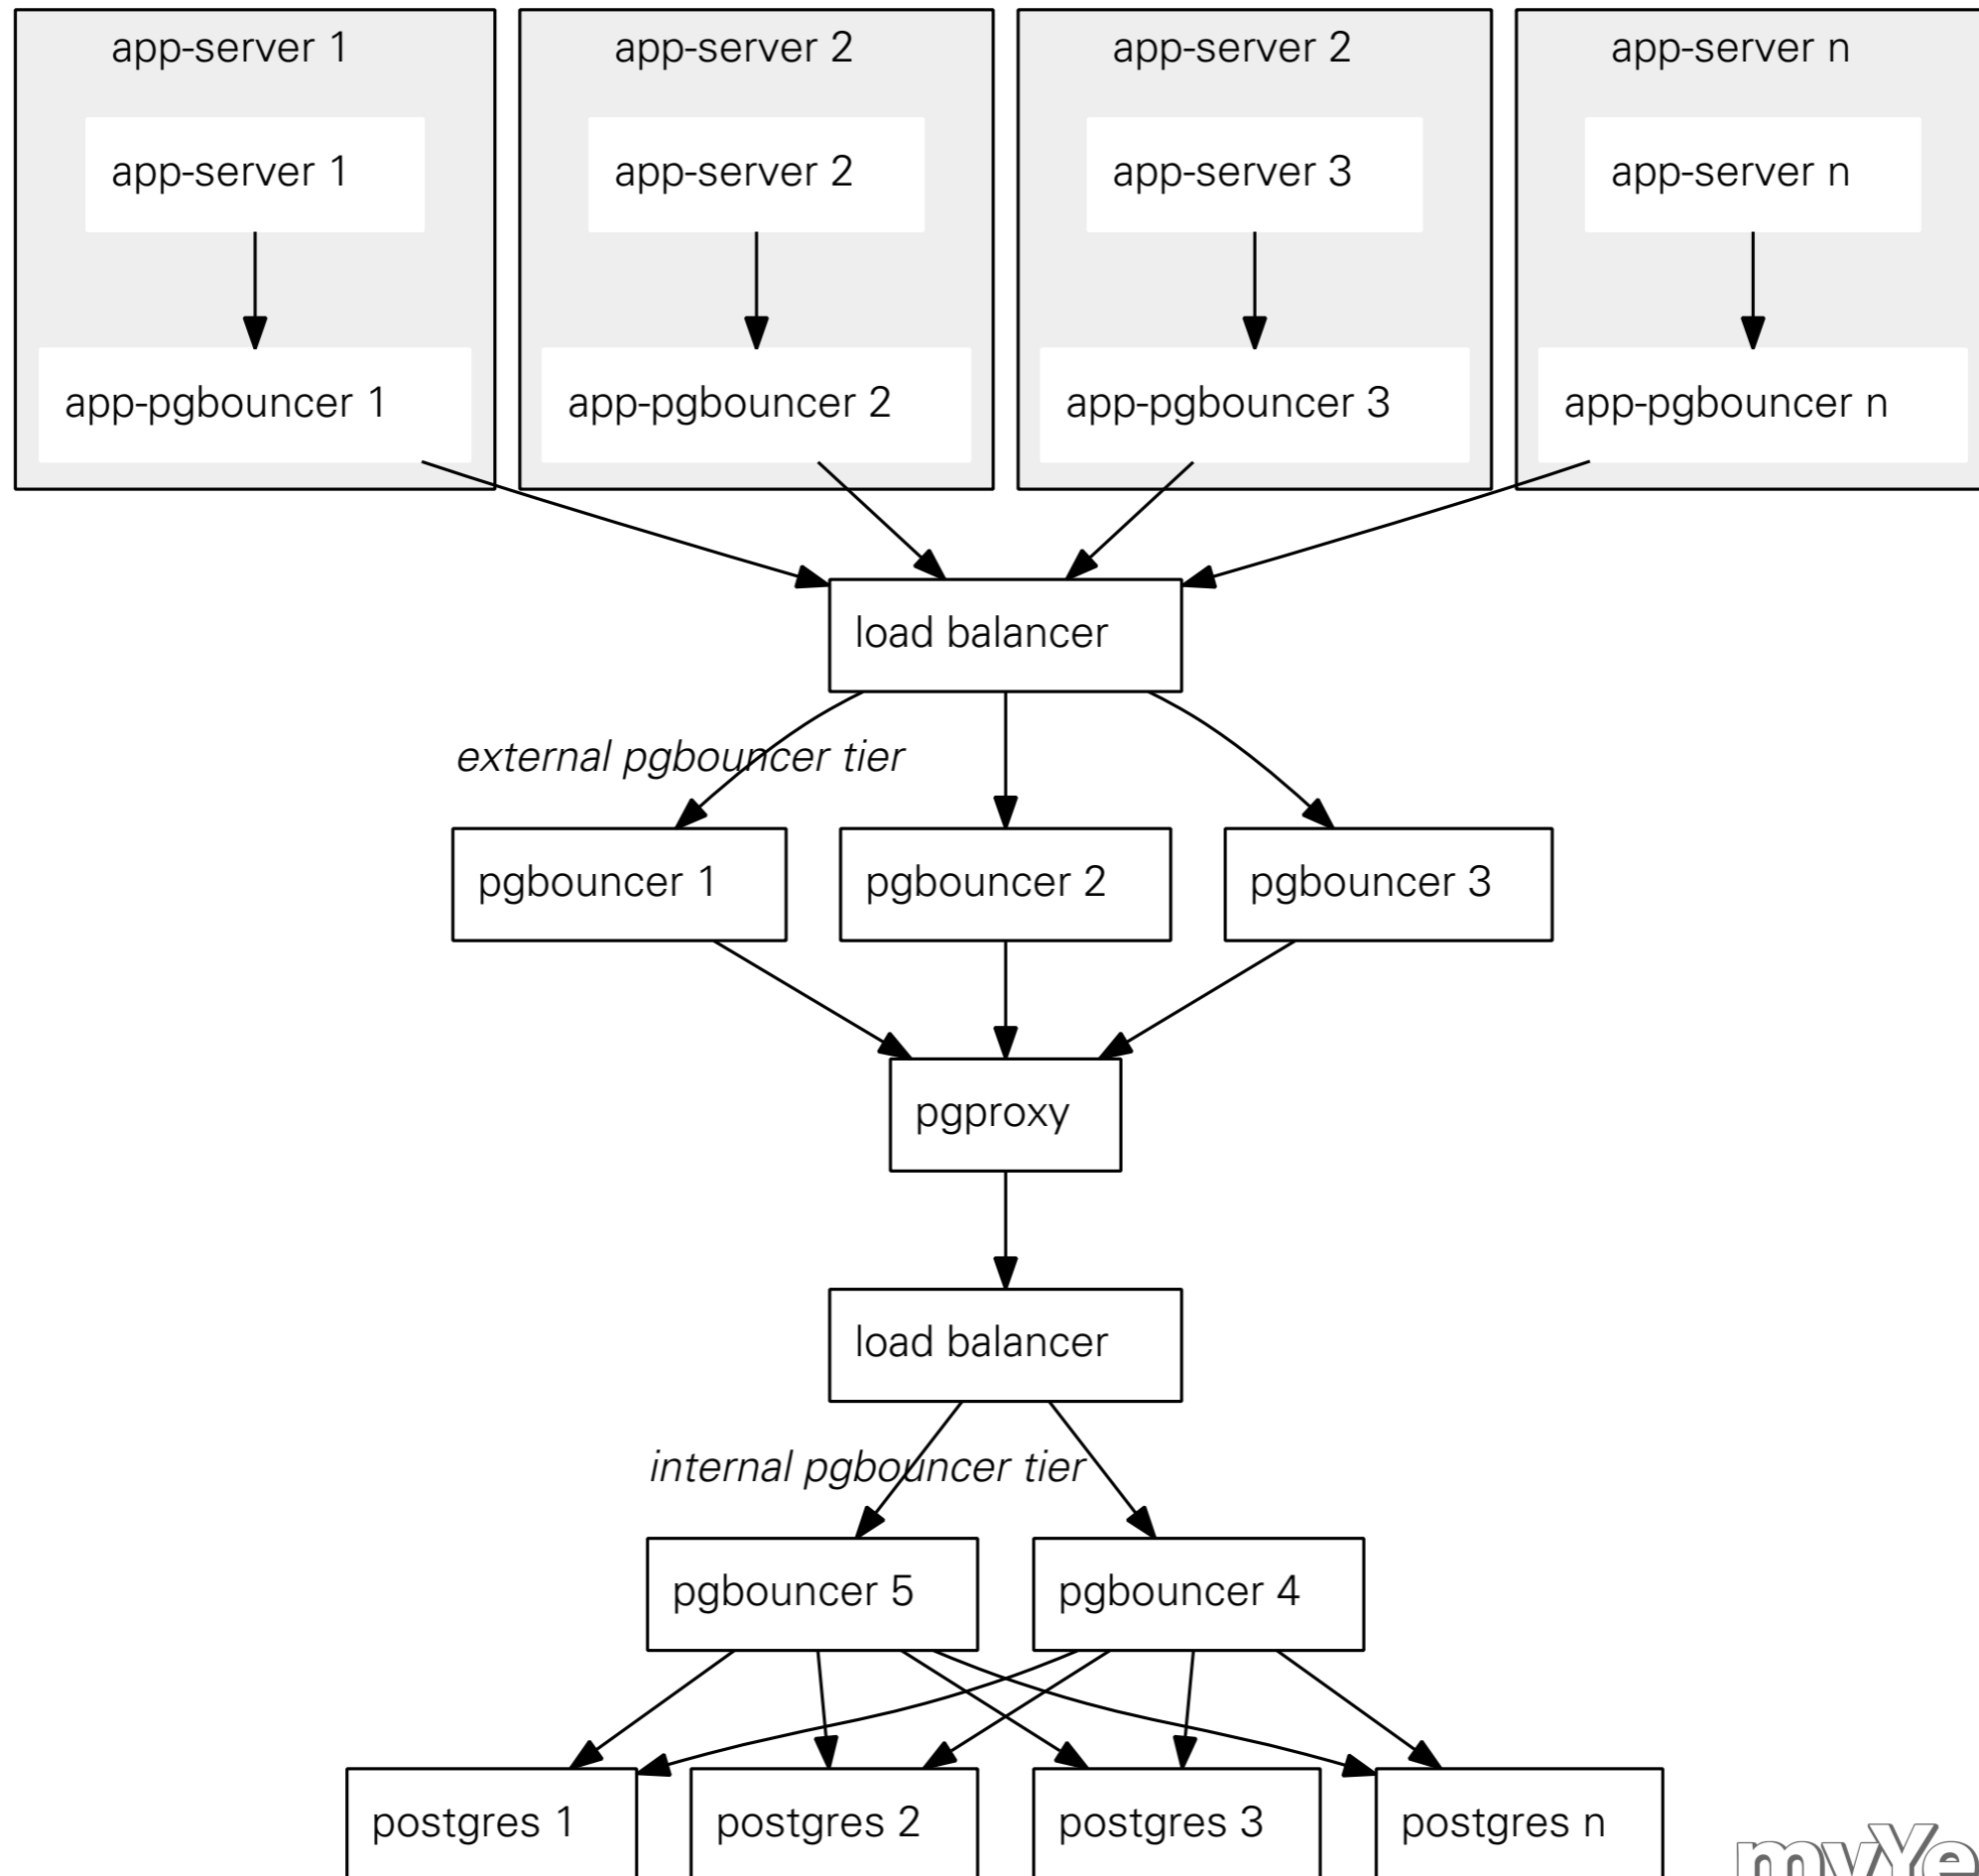 app-server 1
app-server 2
app-server 2
app-server n
app-server 1
app-server 2
app-server 3
app-server n
app-pgbouncer 1
app-pgbouncer 2
app-pgbouncer 3
app-pgbouncer n
load balancer
external pgbouncer tier
pgbouncer 1
pgbouncer 2
pgbouncer 3
pgproxy
load balancer
internal pgbouncer tier
pgbouncer 5
pgbouncer 4
postgres 1
postgres 2
postgres 3
postgres n